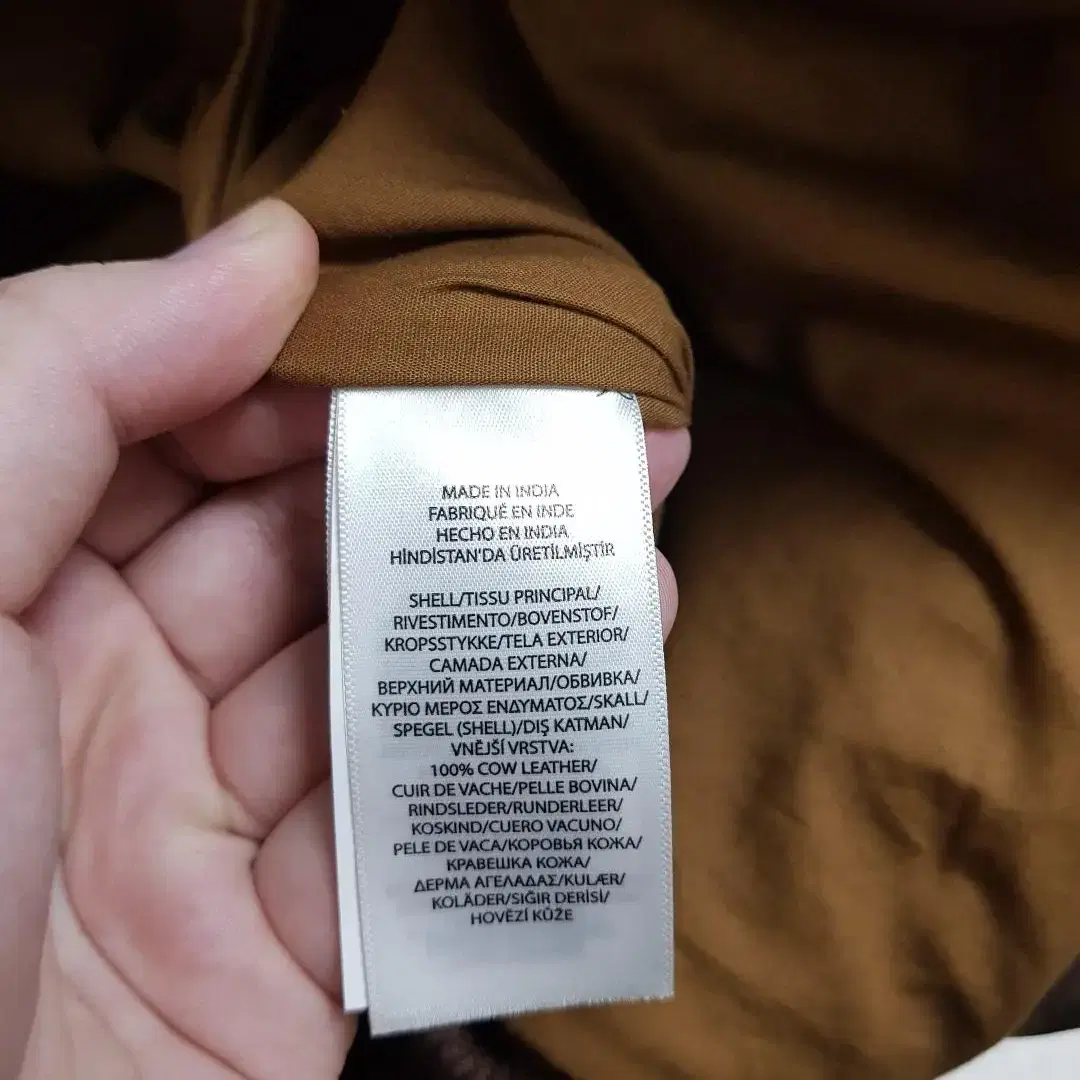 MADE IN INDIA
FABRIQUÉ EN INDE
HECHO EN INDIA
HİNDİSTAN'DA ÜRETİLMİŞTİR
SHELL/TISSU PRINCIPAL/
RIVESTIMENTO/BOVENSTOF/
KROPSSTYKKE/TELA EXTERIOR/
CAMADA EXTERNA/
ВЕРХНИЙ МАТЕРИАЛ/ОБВИВКА/
ΚΥΡΙΟ ΜΕΡΟΣ ΕΝΔΥΜΑΤΟΣ/SKALL/
SPEGEL (SHELL)/DIŞ KATMAN/
VNĚJŠÍ VRSTVA:
100% COW LEATHER/
CUIR DE VACHE/PELLE BOVINA/
RINDSLEDER/RUNDERLEER/
KOSKIND/CUERO VACUNO/
PELE DE VACA/КОРОВЬЯ КОЖА/
КРАВЕШКА КОЖА/
ΔΕΡΜΑ ΑΓΕΛΑΔΑΣ/KULÆR/
KOLÄDER/SIĞIR DERİSİ/
HOVĚZÍ KŮŽE